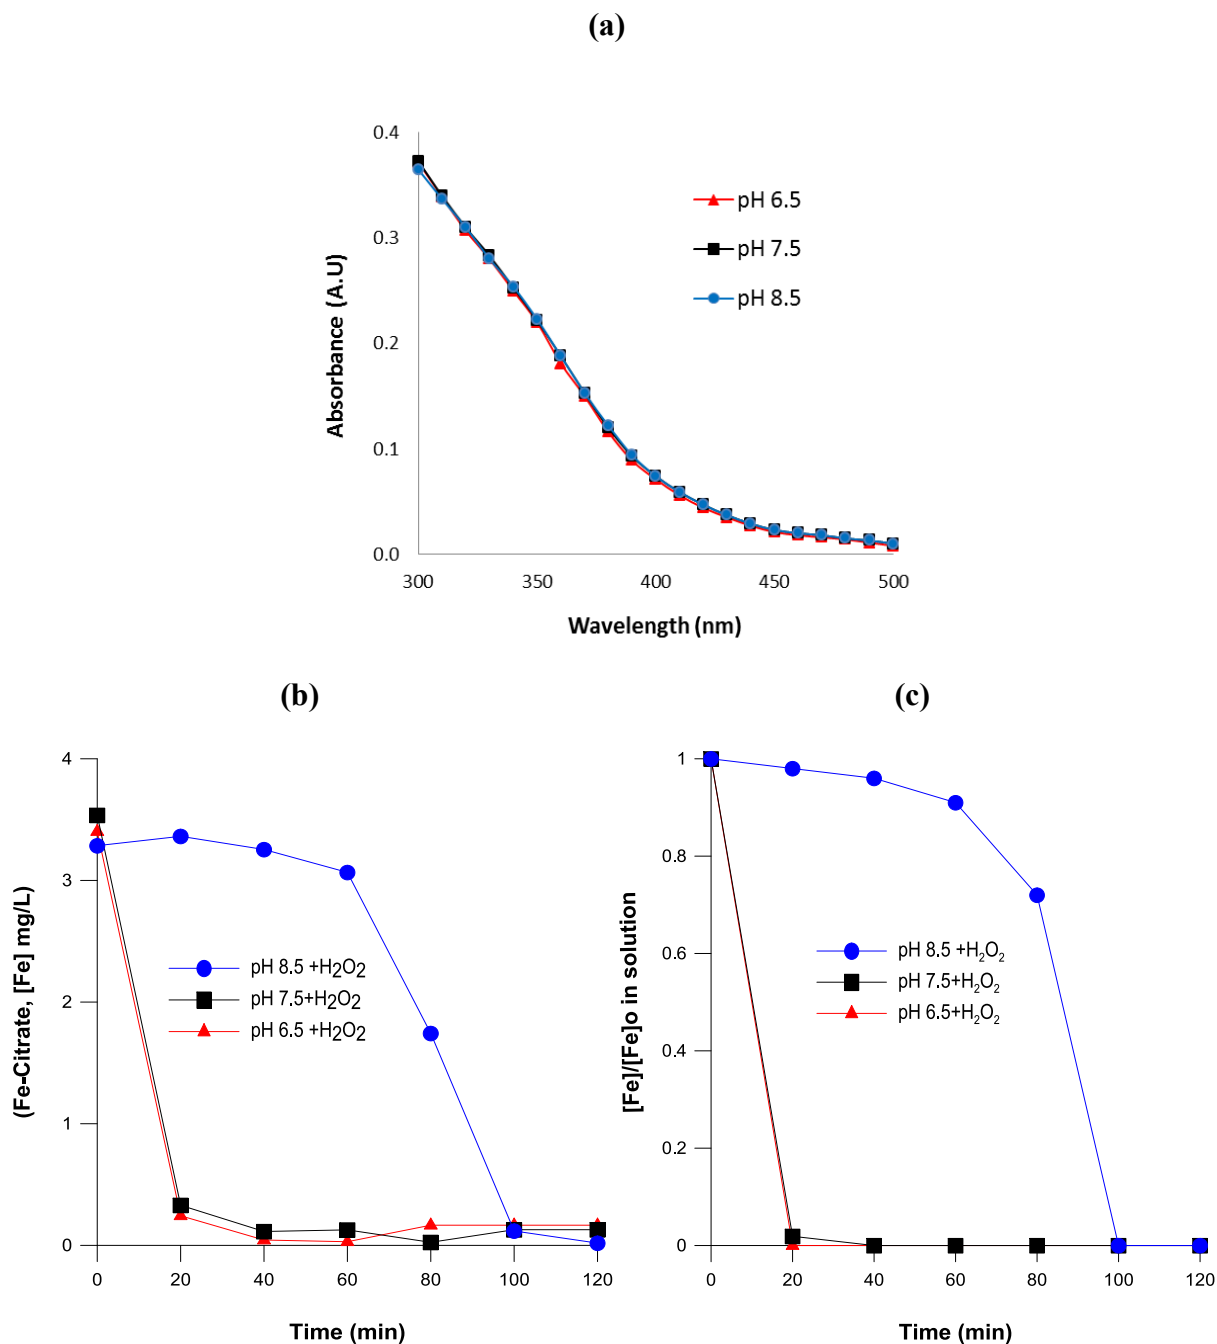 (a)
0.4
0.3
0.2
0.1
0.0
Absorbance (A.U)
pH 6.5
pH 7.5
pH 8.5
300
350
400
450
500
Wavelength (nm)
(b)
4
3
2
1
0
(Fe-Citrate, [Fe] mg/L)
pH 8.5 +H₂O₂
pH 7.5+H₂O₂
pH 6.5 +H₂O₂
0
20
40
60
80
100
120
Time (min)
(c)
1
0.8
0.6
0.4
0.2
0
[Fe]/[Fe]o in solution
pH 8.5 +H₂O₂
pH 7.5+H₂O₂
pH 6.5+H₂O₂
0
20
40
60
80
100
120
Time (min)